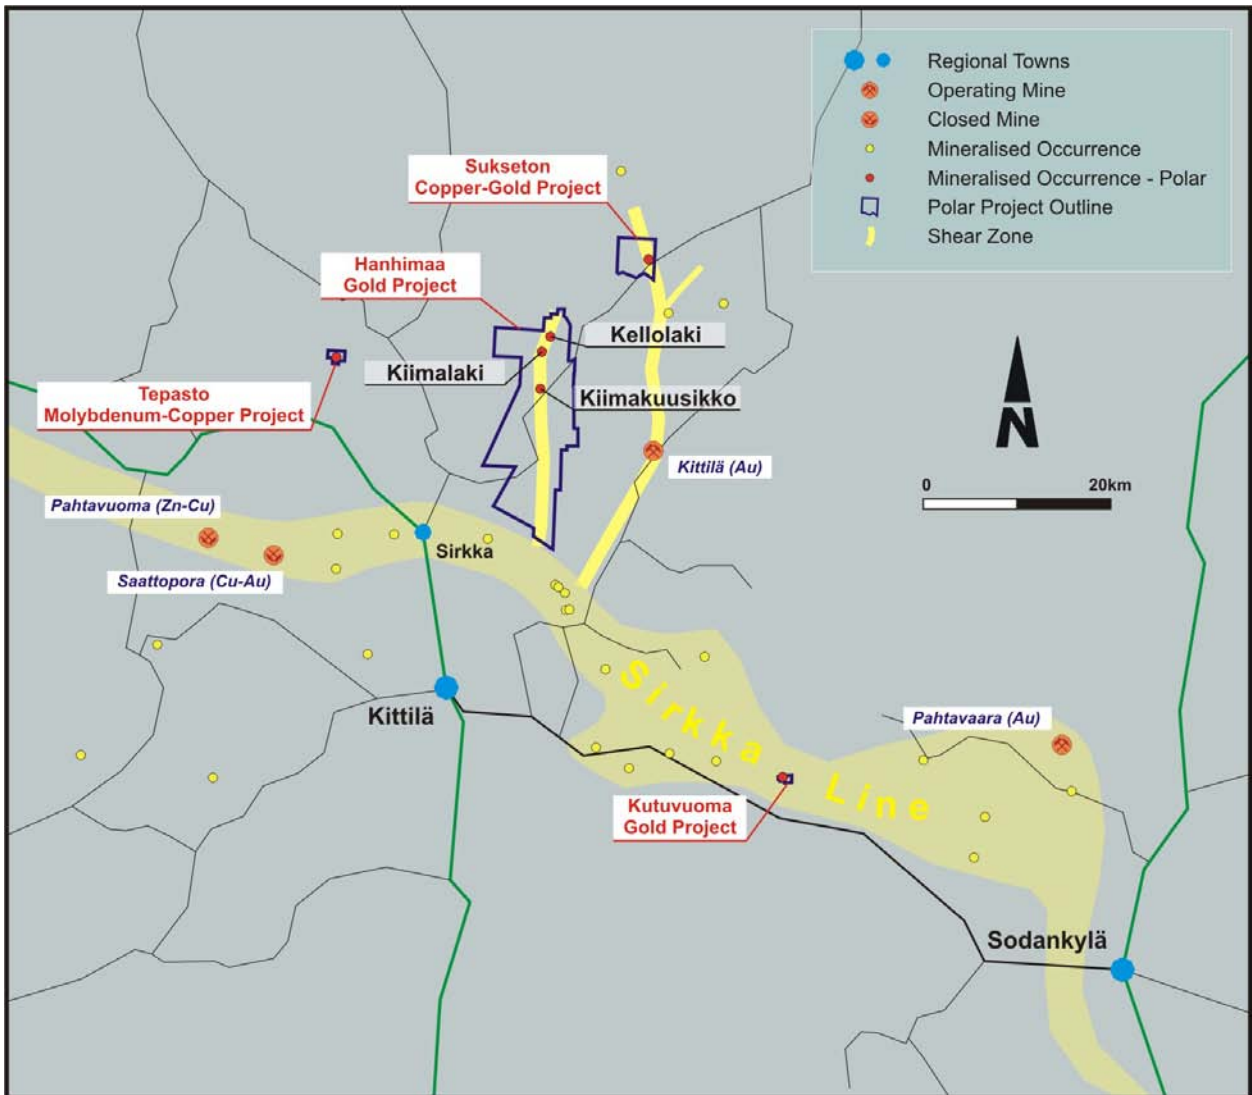 Regional Towns
Operating Mine
Closed Mine
Mineralised Occurrence
Mineralised Occurrence - Polar
Polar Project Outline
Shear Zone
Sukseton
Copper-Gold Project
Hanhimaa
Gold Project
Kellolaki
Kiimalaki
Kiimakuusikko
Tepasto
Molybdenum-Copper Project
N
Kittilä (Au)
0 20km
Pahtavuoma (Zn-Cu)
Sirkka
Saattopora (Cu-Au)
Kittilä
Sirkka Line
Pahtavaara (Au)
Kutuvuoma
Gold Project
Sodankylä